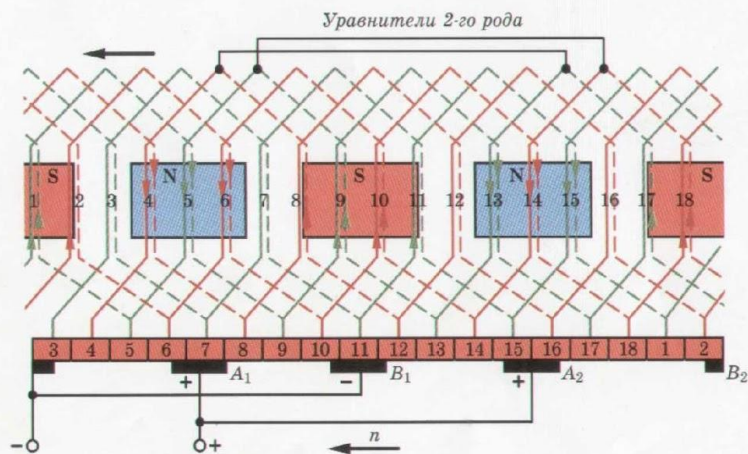 Уравнители 2-го рода
S N S N S
1 2 3 4 5 6 7 8 9 10 11 12 13 14 15 16 17 18
3 4 5 6 7 8 9 10 11 12 13 14 15 16 17 18 1 2
+ A₁ - B₁ + A₂ B₂
n
- +